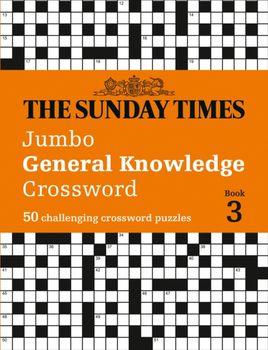 THE SUNDAY TIMES
Jumbo
General Knowledge
Crossword
Book
3
50 challenging crossword puzzles